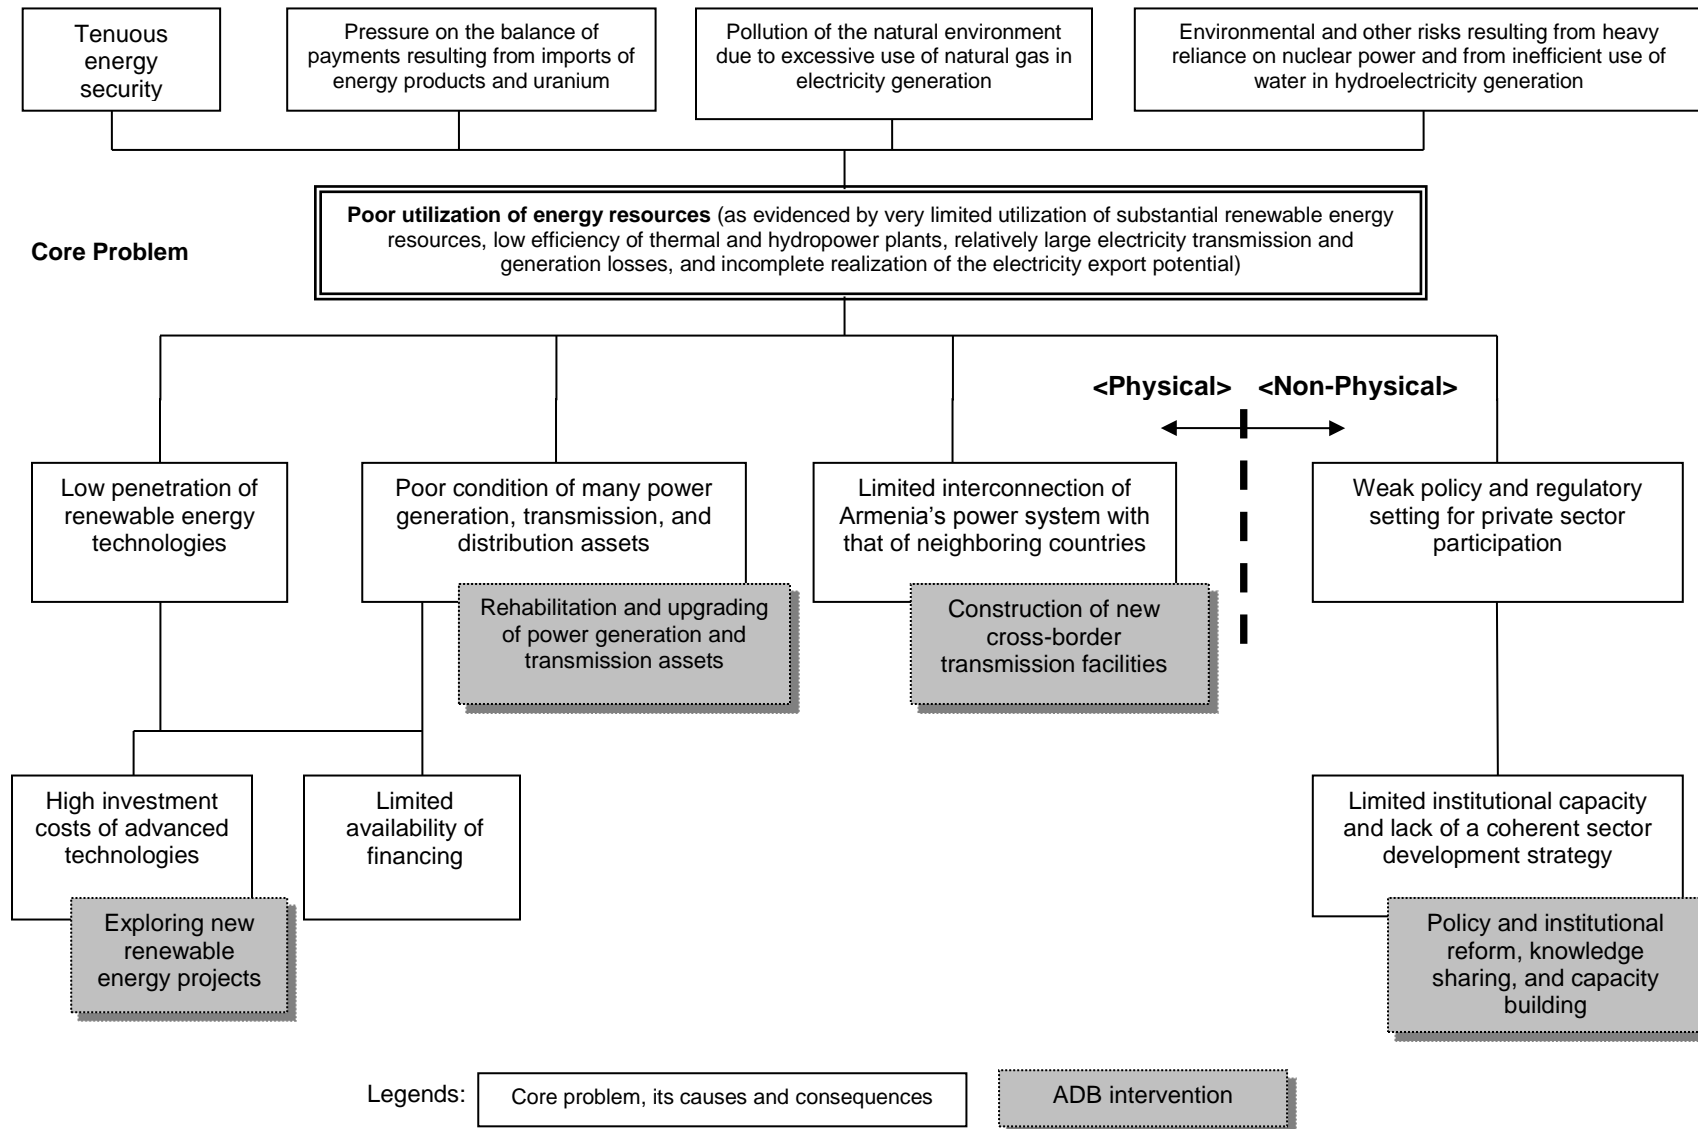 Tenuous
energy
security
Pressure on the balance of
payments resulting from imports of
energy products and uranium
Pollution of the natural environment
due to excessive use of natural gas in
electricity generation
Environmental and other risks resulting from heavy
reliance on nuclear power and from inefficient use of
water in hydroelectricity generation
Core Problem
Poor utilization of energy resources (as evidenced by very limited utilization of substantial renewable energy
resources, low efficiency of thermal and hydropower plants, relatively large electricity transmission and
generation losses, and incomplete realization of the electricity export potential)
<Physical>
<Non-Physical>
Low penetration of
renewable energy
technologies
Poor condition of many power
generation, transmission, and
distribution assets
Rehabilitation and upgrading
of power generation and
transmission assets
Limited interconnection of
Armenia's power system with
that of neighboring countries
Construction of new
cross-border
transmission facilities
Weak policy and regulatory
setting for private sector
participation
High investment
costs of advanced
technologies
Exploring new
renewable
energy projects
Limited
availability of
financing
Limited institutional capacity
and lack of a coherent sector
development strategy
Policy and institutional
reform, knowledge
sharing, and capacity
building
Legends:
Core problem, its causes and consequences
ADB intervention